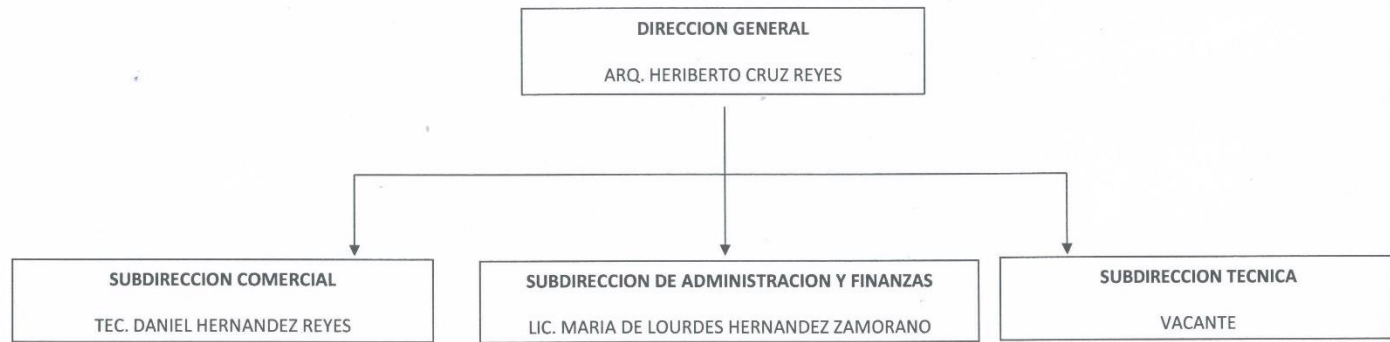 DIRECCION GENERAL
ARQ. HERIBERTO CRUZ REYES
SUBDIRECCION COMERCIAL
TEC. DANIEL HERNANDEZ REYES
SUBDIRECCION DE ADMINISTRACION Y FINANZAS
LIC. MARIA DE LOURDES HERNANDEZ ZAMORANO
SUBDIRECCION TECNICA
VACANTE